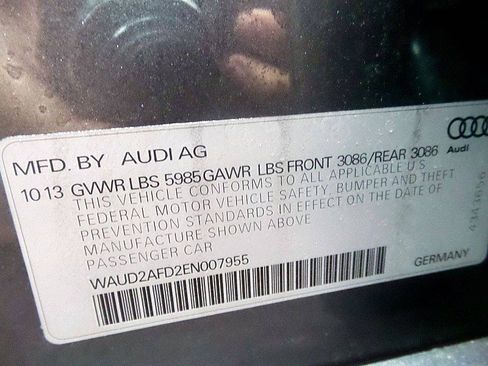 MFD. BY AUDI AG
Audi
10 13 GVWR LBS 5985 GAWR LBS FRONT 3086/REAR 3086
THIS VEHICLE CONFORMS TO ALL APPLICABLE U.S.
FEDERAL MOTOR VEHICLE SAFETY, BUMPER AND THEFT
PREVENTION STANDARDS IN EFFECT ON THE DATE OF
MANUFACTURE SHOWN ABOVE
PASSENGER CAR
WAUD2AFD2EN007955
GERMANY